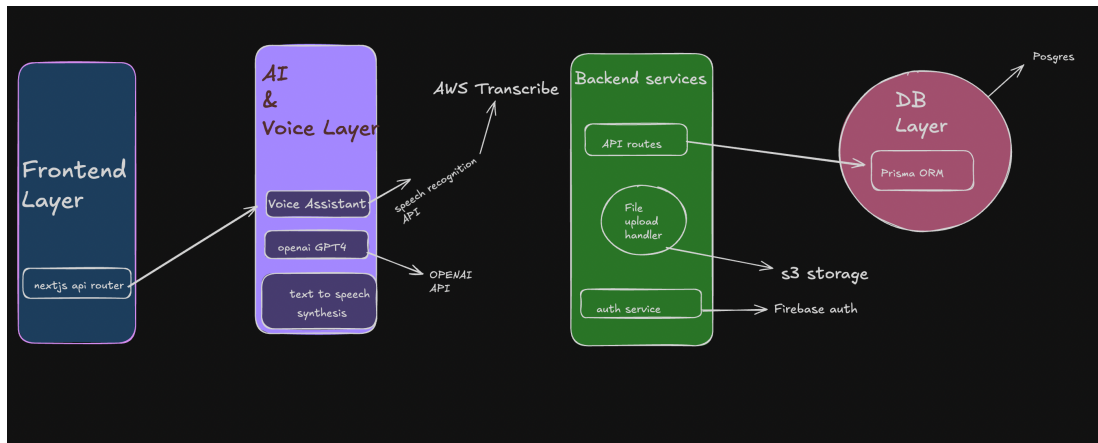 Frontend
Layer
nextjs api router
AI
&
Voice Layer
Voice Assistant
openai GPT4
text to speech
synthesis
AWS Transcribe
speech recognition
API
OPENAI
API
Backend services
API routes
File
upload
handler
auth service
s3 storage
Firebase auth
DB
Layer
Prisma ORM
Posgres